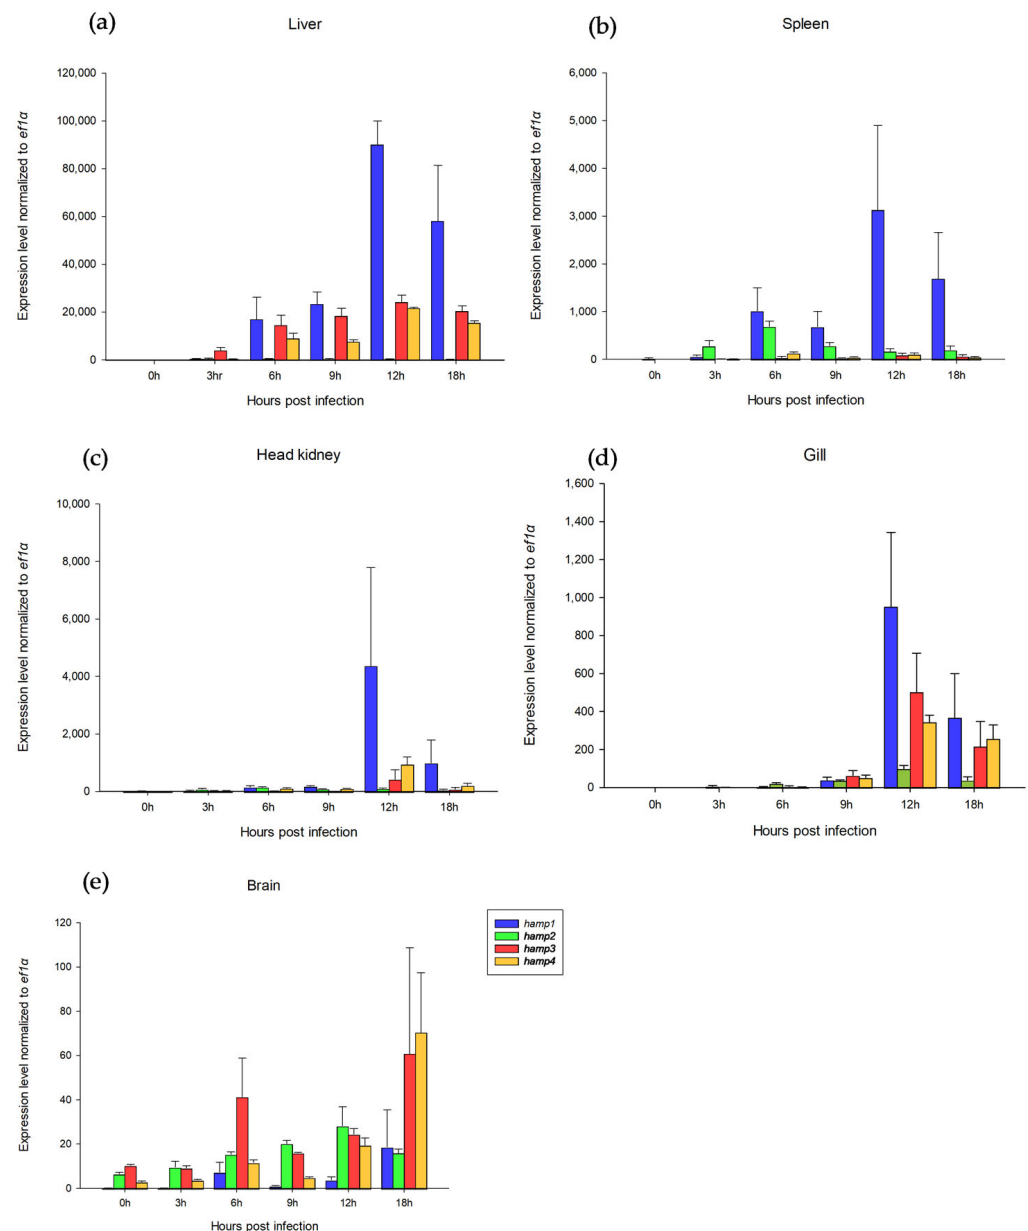 (a)
Liver
Expression level normalized to ef1α
120,000
100,000
80,000
60,000
40,000
20,000
0
0h 3hr 6h 9h 12h 18h
Hours post infection
(b)
Spleen
Expression level normalized to ef1α
6,000
5,000
4,000
3,000
2,000
1,000
0
0h 3h 6h 9h 12h 18h
Hours post infection
(c)
Head kidney
Expression level normalized to ef1α
10,000
8,000
6,000
4,000
2,000
0
0h 3h 6h 9h 12h 18h
Hours post infection
(d)
Gill
Expression level normalized to ef1α
1,600
1,400
1,200
1,000
800
600
400
200
0
0h 3h 6h 9h 12h 18h
Hours post infection
(e)
Brain
Expression level normalized to ef1α
120
100
80
60
40
20
0
0h 3h 6h 9h 12h 18h
Hours post infection
hamp1
hamp2
hamp3
hamp4